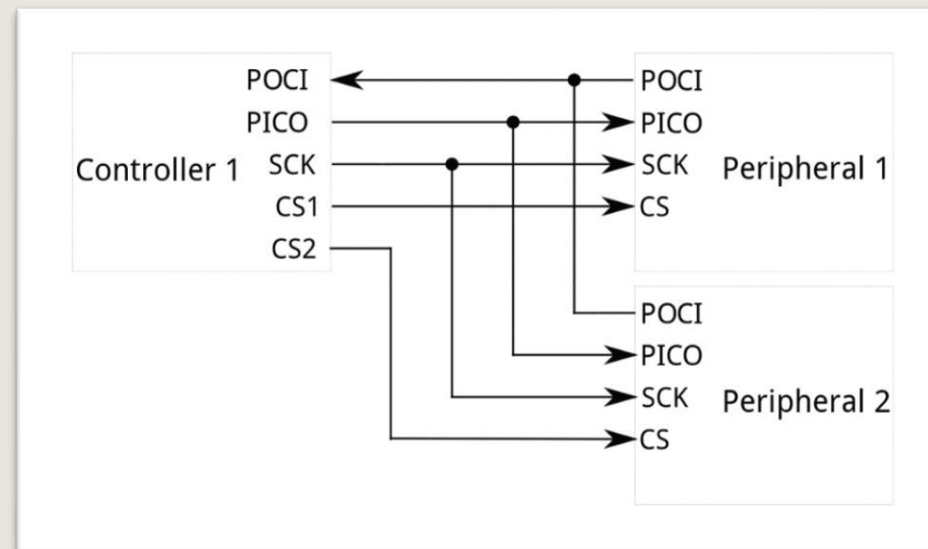 POCI
PICO
SCK
CS1
CS2
Controller 1
POCI
PICO
SCK
CS
Peripheral 1
POCI
PICO
SCK
CS
Peripheral 2